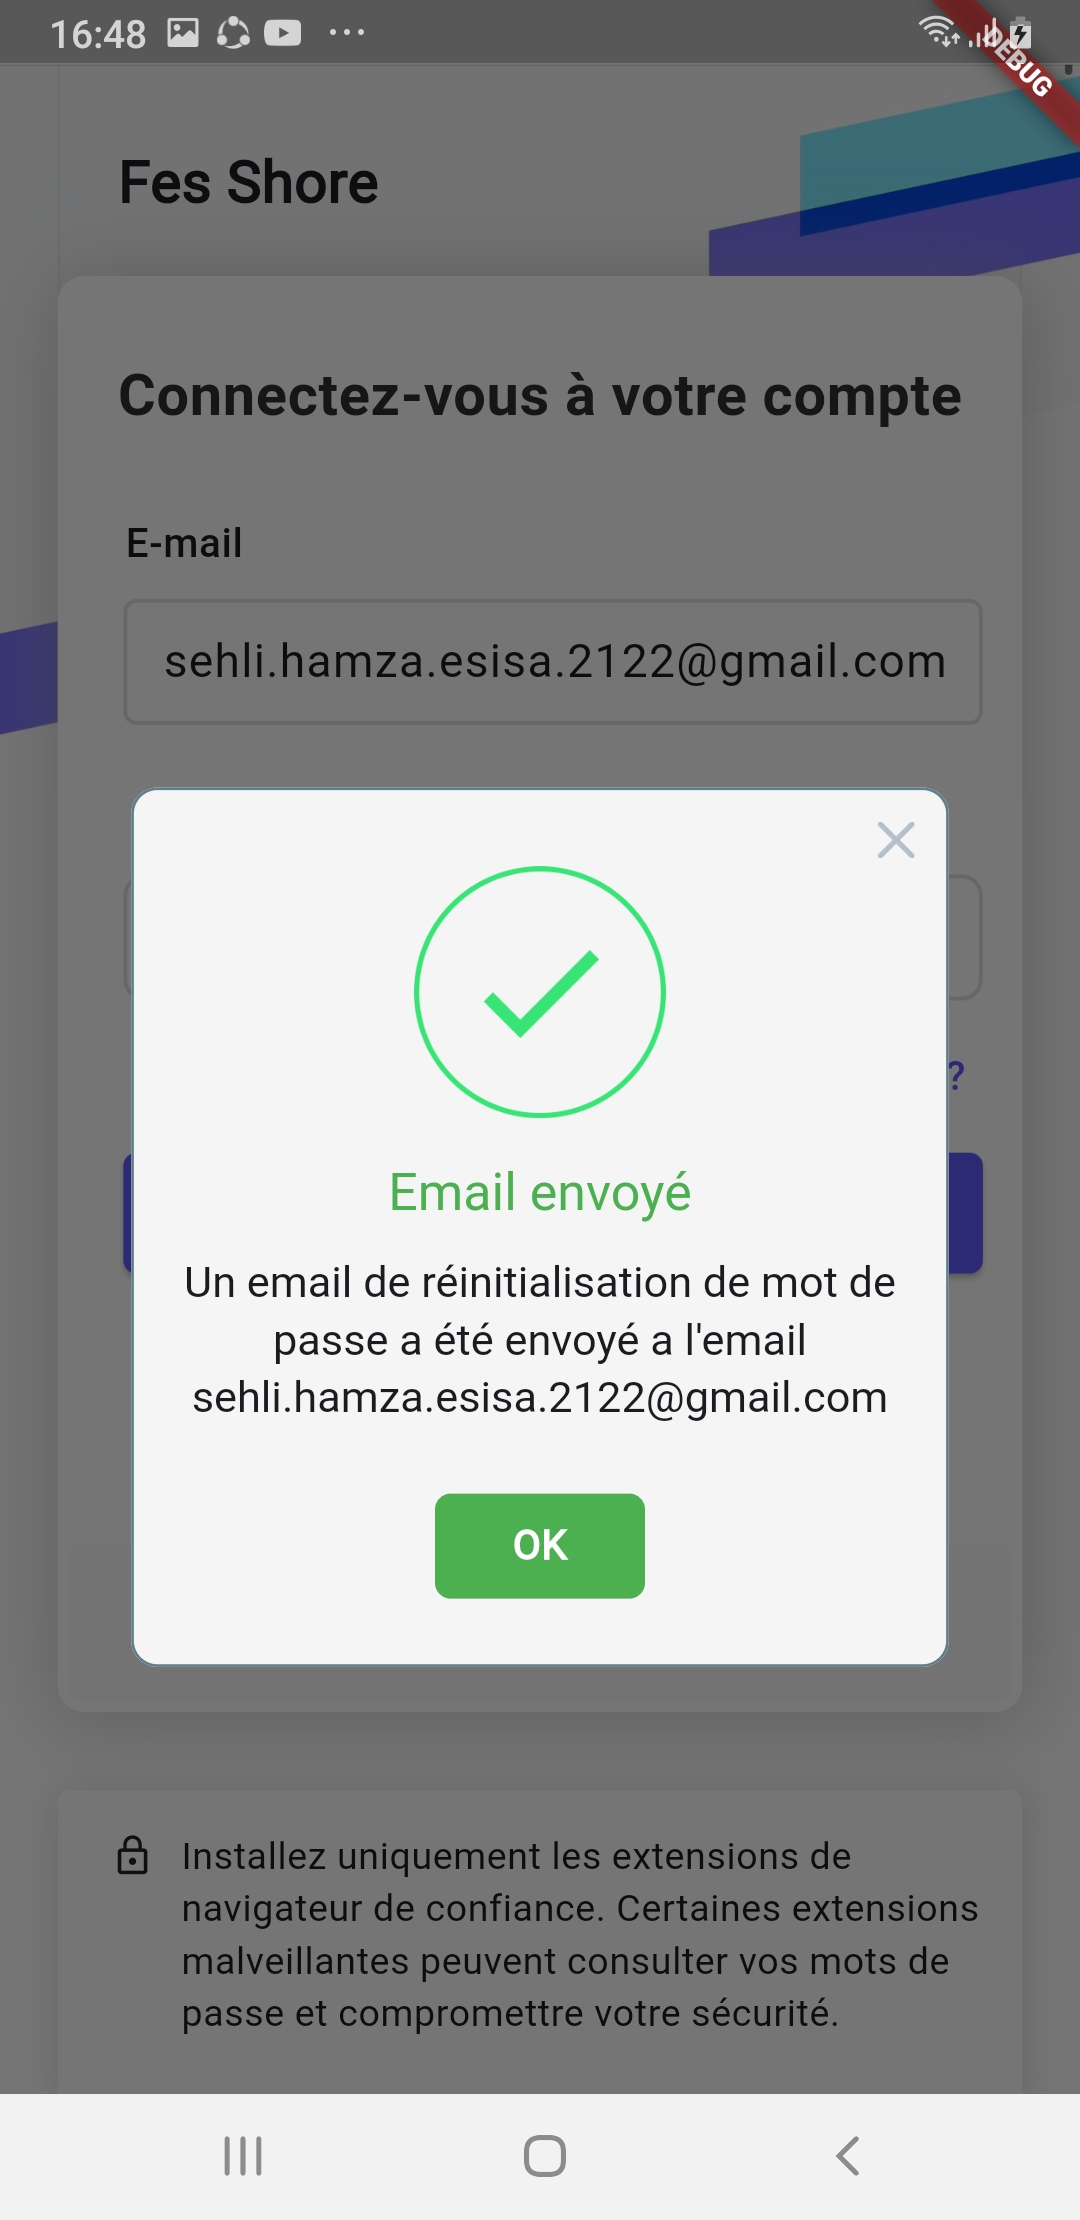 16:48
DEBUG
Fes Shore
Connectez-vous à votre compte
E-mail
sehli.hamza.esisa.2122@gmail.com
?
Email envoyé
Un email de réinitialisation de mot de
passe a été envoyé a l'email
sehli.hamza.esisa.2122@gmail.com
OK
Installez uniquement les extensions de
navigateur de confiance. Certaines extensions
malveillantes peuvent consulter vos mots de
passe et compromettre votre sécurité.